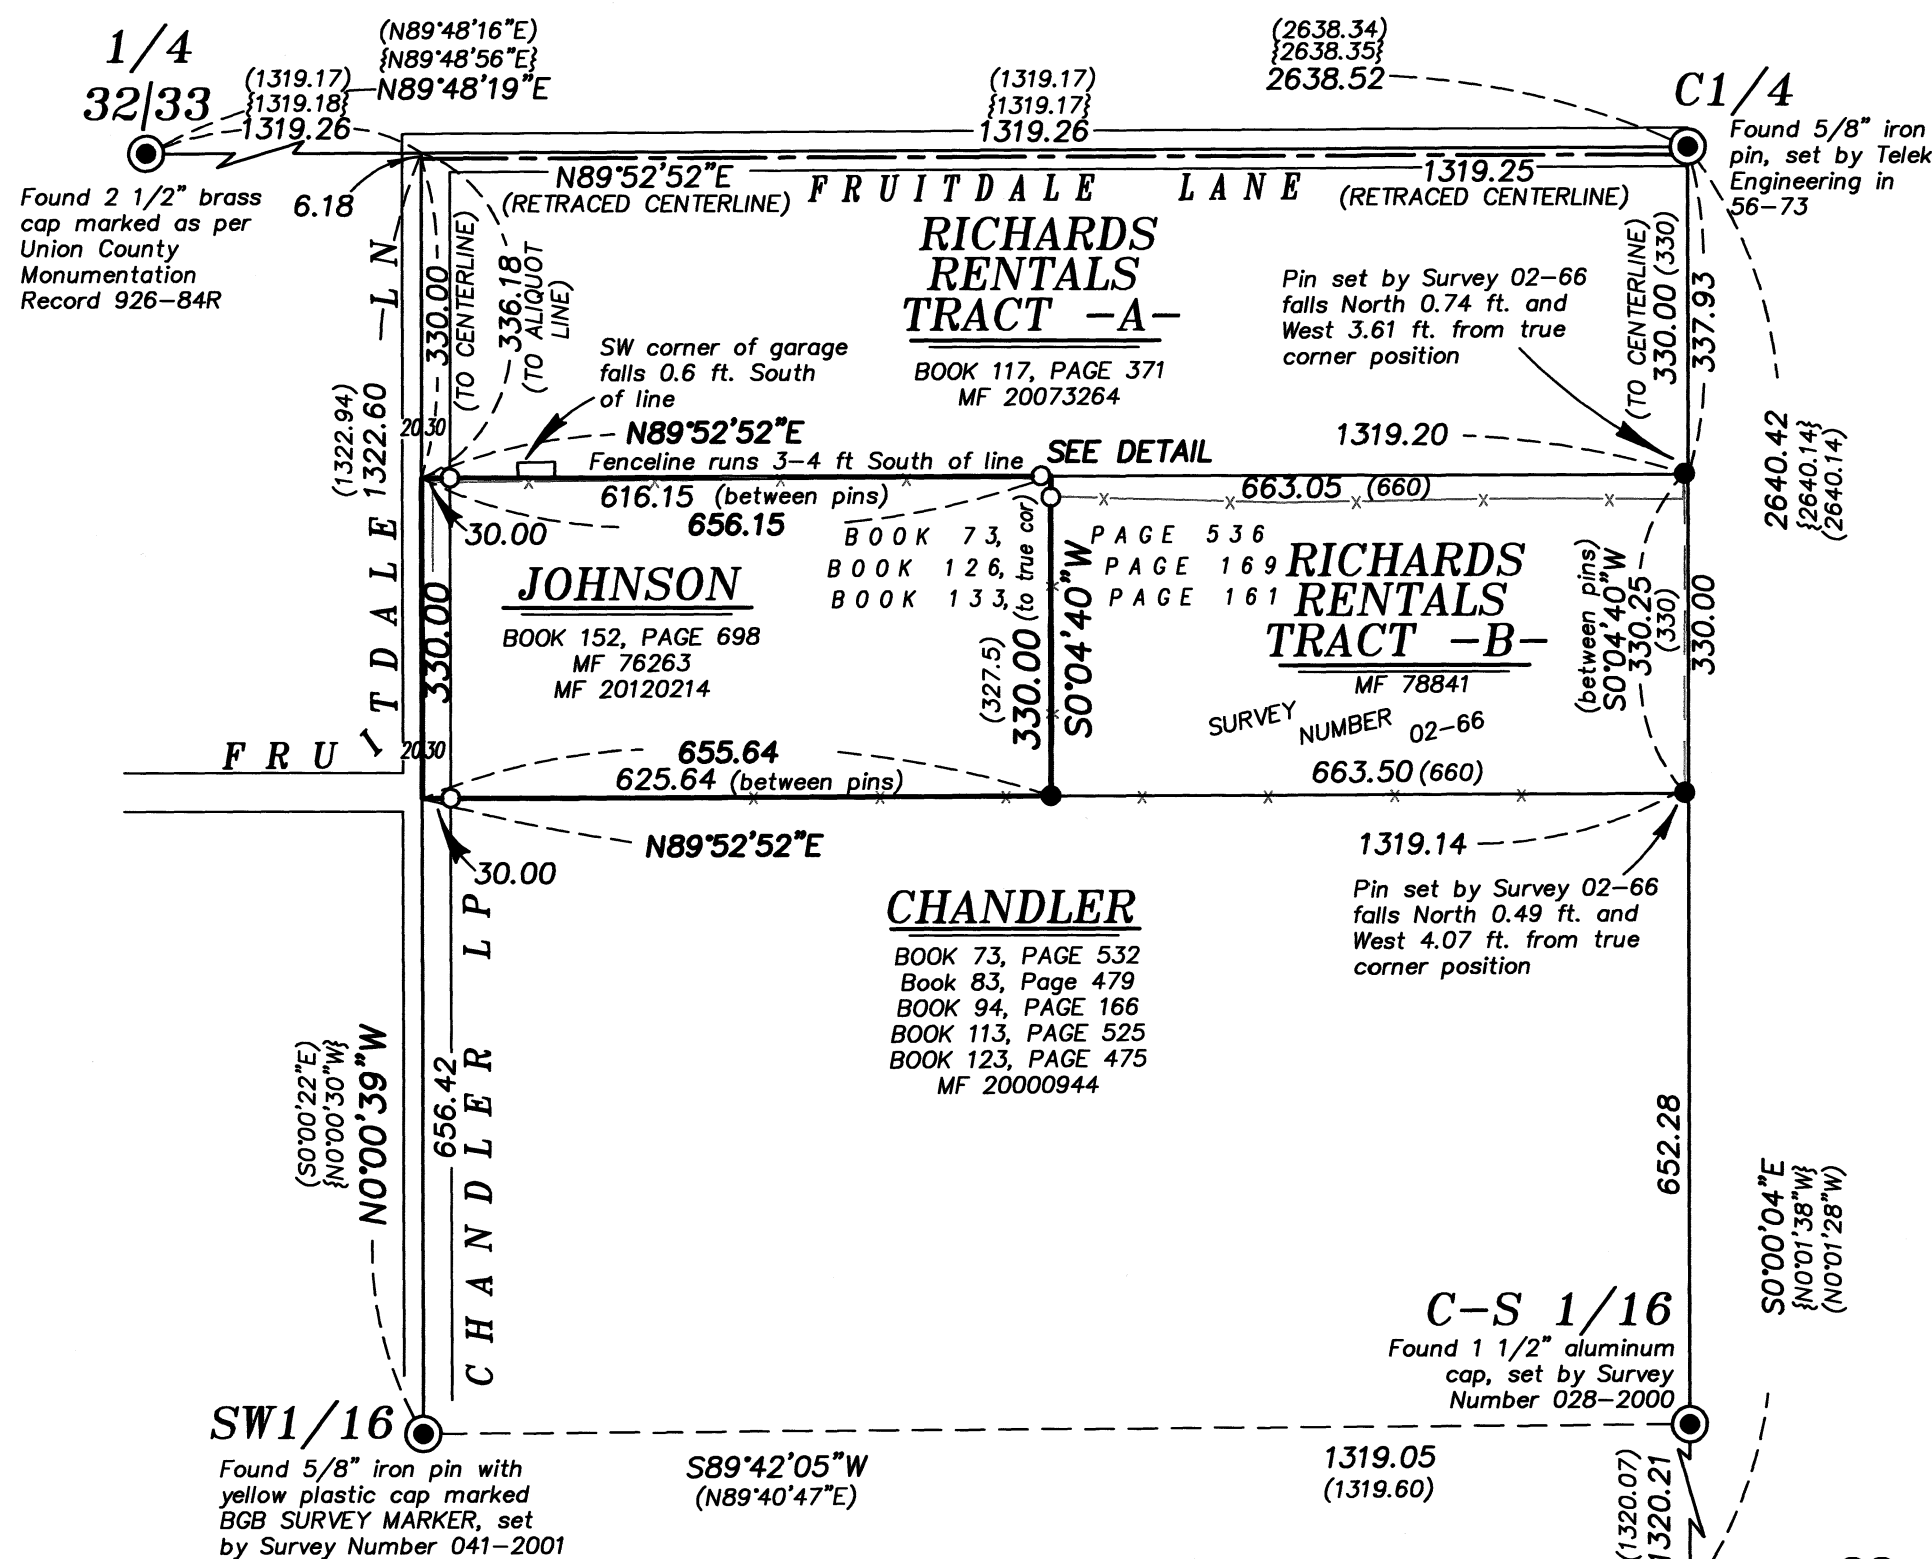 1/4
32|33
(N89°48'16"E)
{N89°48'56"E}
N89°48'19"E
(1319.17)
{1319.18}
1319.26
(1319.17)
{1319.17}
1319.26
(2638.34)
{2638.35}
2638.52
C1/4
Found 5/8" iron
pin, set by Telek
Engineering in
56-73
Found 2 1/2" brass
cap marked as per
Union County
Monumentation
Record 926-84R
6.18
N89°52'52"E
(RETRACED CENTERLINE)
FRUITDALE LANE
1319.25
(RETRACED CENTERLINE)
RICHARDS
RENTALS
TRACT -A-
BOOK 117, PAGE 371
MF 20073264
330.00
(TO CENTERLINE)
336.18
(TO ALIQUOT
LINE)
SW corner of garage
falls 0.6 ft. South
of line
Pin set by Survey 02-66
falls North 0.74 ft. and
West 3.61 ft. from true
corner position
(TO CENTERLINE)
330.00 (330)
337.93
(1322.94)
1322.60
20 30
N89°52'52"E
Fenceline runs 3-4 ft South of line
SEE DETAIL
1319.20
616.15 (between pins)
656.15
663.05 (660)
30.00
2640.42
{2640.14}
(2640.14)
BOOK 73, PAGE 536
BOOK 126, PAGE 169
BOOK 133, PAGE 161
JOHNSON
BOOK 152, PAGE 698
MF 76263
MF 20120214
330.00
(327.5)
330.00 (to true cor)
S0°04'40"W
RICHARDS
RENTALS
TRACT -B-
MF 78841
SURVEY NUMBER 02-66
(between pins)
S0°04'40"W
330.25
(330)
330.00
FRUITDALE-LN
20 30
655.64
625.64 (between pins)
663.50 (660)
N89°52'52"E
30.00
1319.14
Pin set by Survey 02-66
falls North 0.49 ft. and
West 4.07 ft. from true
corner position
CHANDLER
BOOK 73, PAGE 532
Book 83, Page 479
BOOK 94, PAGE 166
BOOK 113, PAGE 525
BOOK 123, PAGE 475
MF 20000944
(S0°00'22"E)
{N0°00'30"W}
N0°00'39"W
656.42
CHANDLER LP
652.28
S0°00'04"E
{N0°01'38"W}
(N0°01'28"W)
C-S 1/16
Found 1 1/2" aluminum
cap, set by Survey
Number 028-2000
SW1/16
Found 5/8" iron pin with
yellow plastic cap marked
BGB SURVEY MARKER, set
by Survey Number 041-2001
S89°42'05"W
(N89°40'47"E)
1319.05
(1319.60)
(1320.07)
1320.21